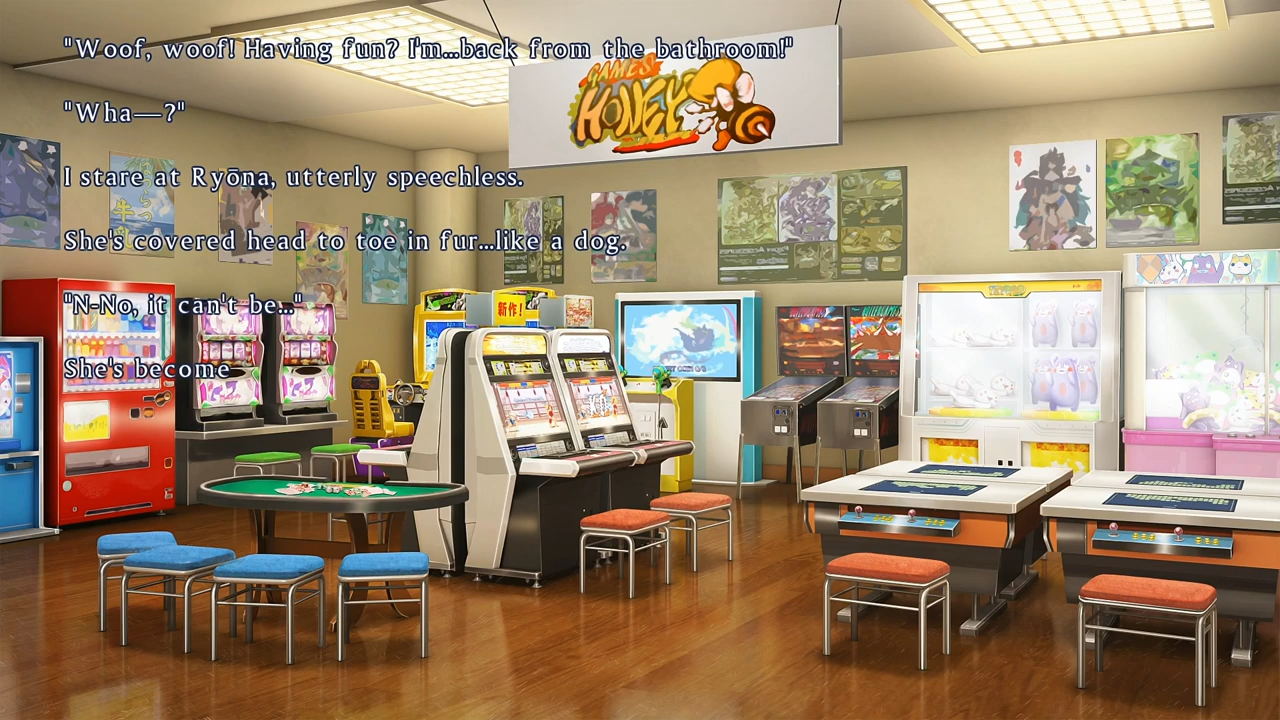 "Woof, woof! Having fun? I'm...back from the bathroom!"
"Wha—?"
I stare at Ryōna, utterly speechless.
She's covered head to toe in fur...like a dog.
"N-No, it can't be..."
She's become
GAMES
HONEY
新作!